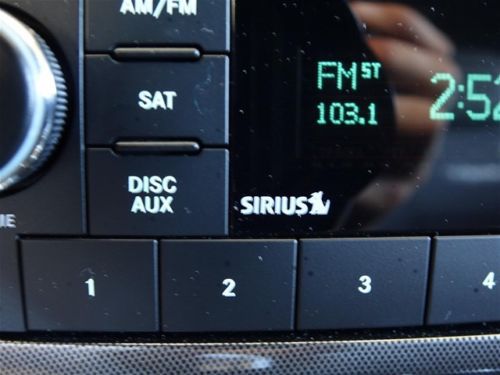 AM/FM
SAT
DISC
AUX
FM ST
103.1
2:52
SIRIUS
1
2
3
4